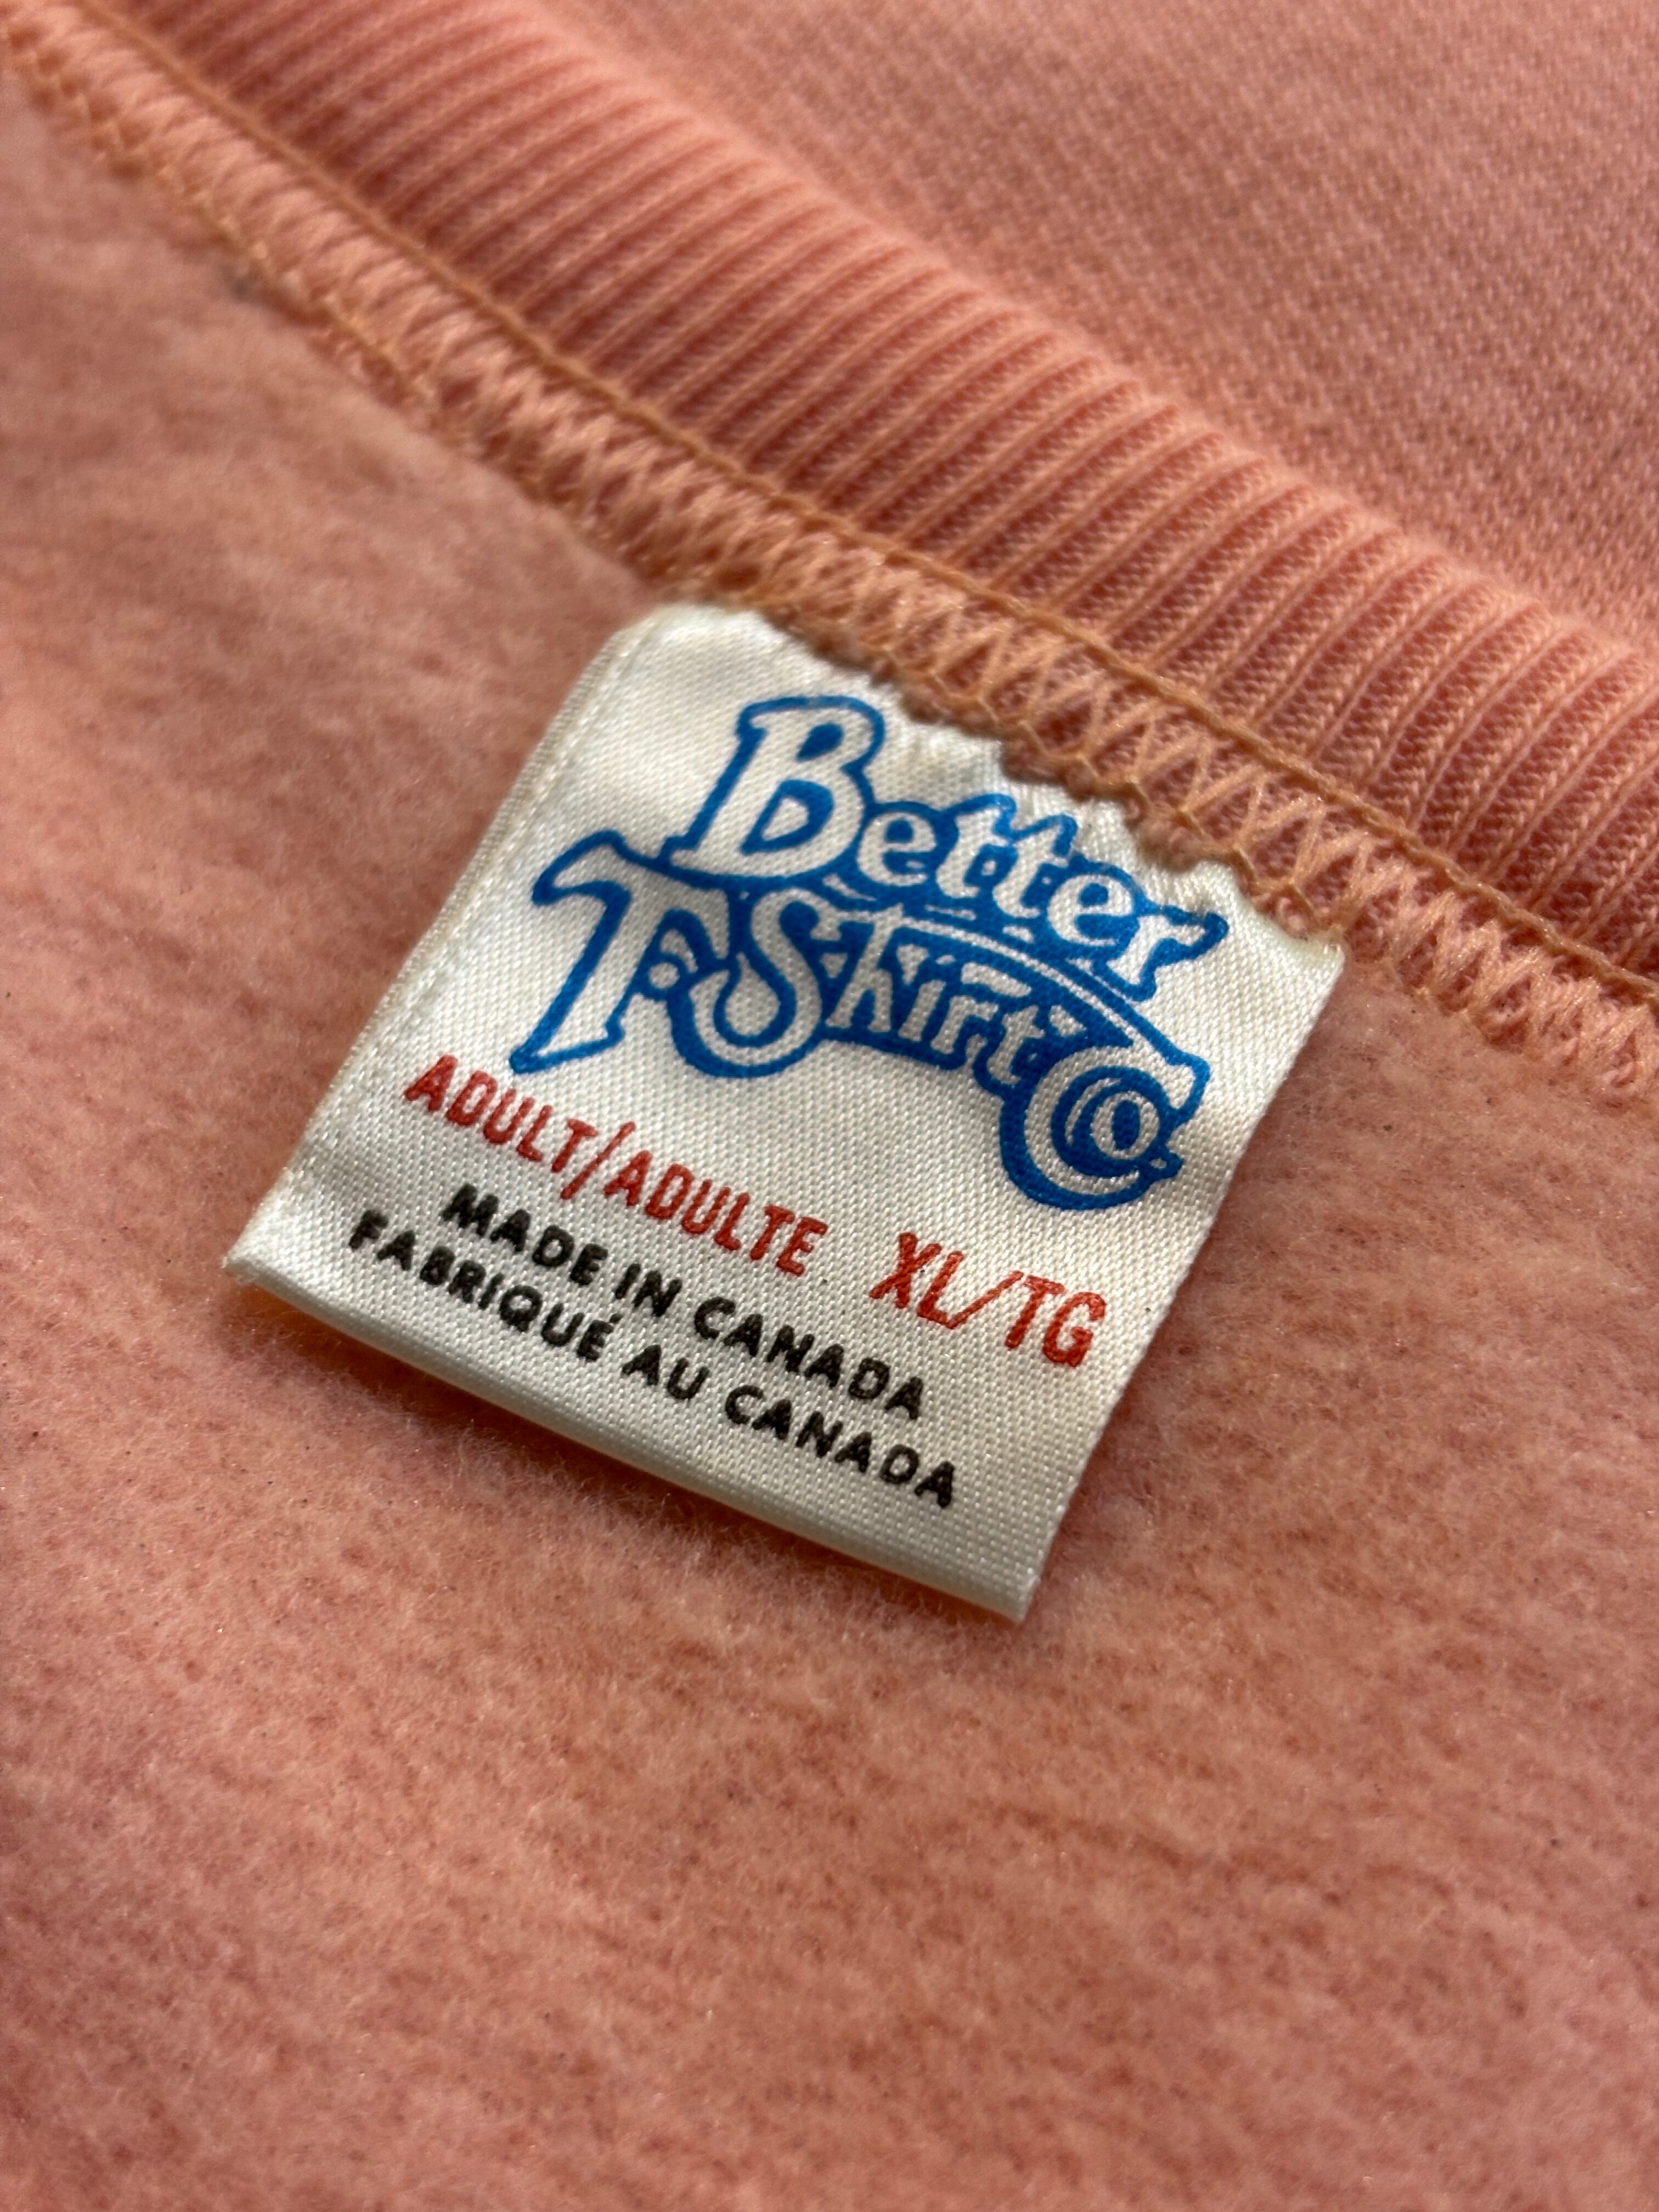 Better
T-Shirt Co.
ADULT/ADULTE XL/TG
MADE IN CANADA
FABRIQUÉ AU CANADA